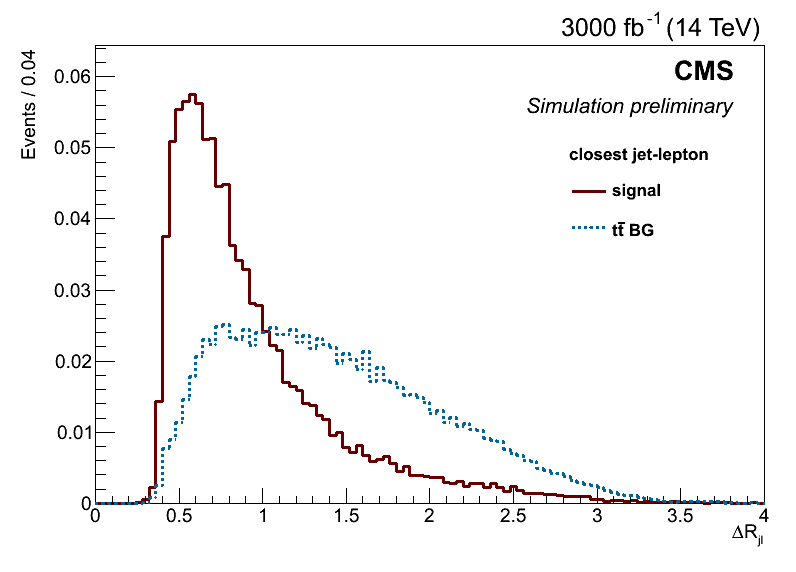 3000 fb⁻¹ (14 TeV)
Events / 0.04
CMS
Simulation preliminary
closest jet-lepton
signal
tt̄ BG
0.06
0.05
0.04
0.03
0.02
0.01
0
0 0.5 1 1.5 2 2.5 3 3.5 4
ΔR_jl